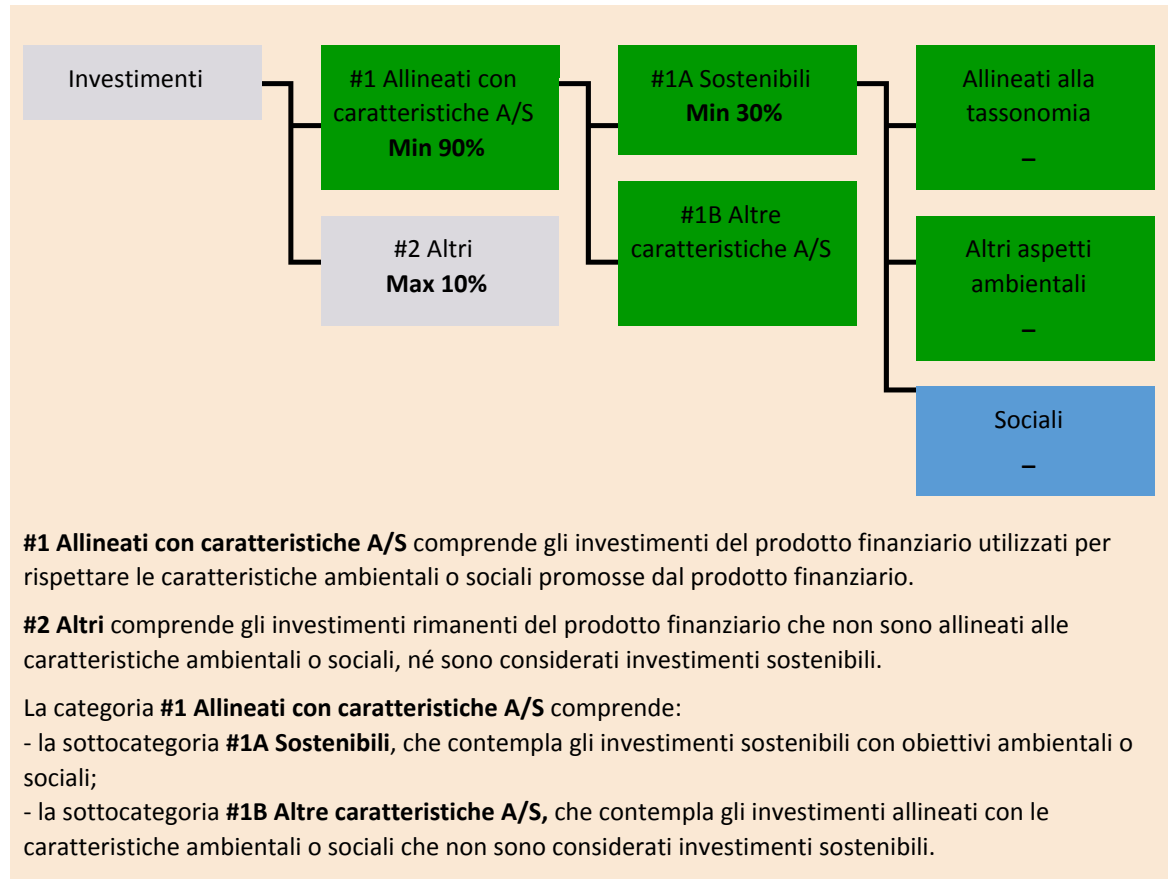 Investimenti
#1 Allineati con
caratteristiche A/S
Min 90%
#2 Altri
Max 10%
#1A Sostenibili
Min 30%
#1B Altre
caratteristiche A/S
Allineati alla
tassonomia
–
Altri aspetti
ambientali
–
Sociali
–
#1 Allineati con caratteristiche A/S comprende gli investimenti del prodotto finanziario utilizzati per
rispettare le caratteristiche ambientali o sociali promosse dal prodotto finanziario.
#2 Altri comprende gli investimenti rimanenti del prodotto finanziario che non sono allineati alle
caratteristiche ambientali o sociali, né sono considerati investimenti sostenibili.
La categoria #1 Allineati con caratteristiche A/S comprende:
- la sottocategoria #1A Sostenibili, che contempla gli investimenti sostenibili con obiettivi ambientali o
sociali;
- la sottocategoria #1B Altre caratteristiche A/S, che contempla gli investimenti allineati con le
caratteristiche ambientali o sociali che non sono considerati investimenti sostenibili.